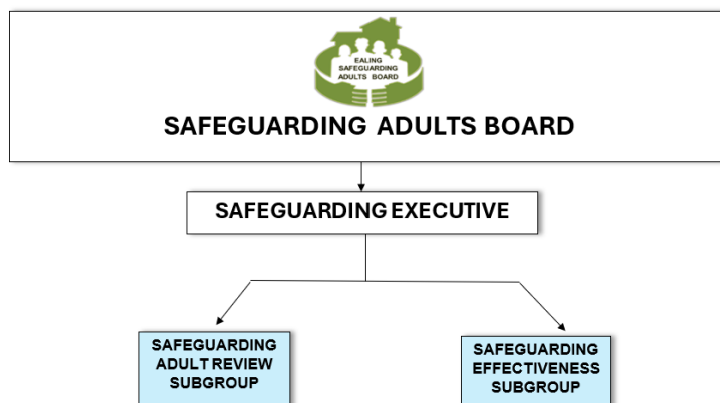 EALING
SAFEGUARDING
ADULTS BOARD
SAFEGUARDING ADULTS BOARD
SAFEGUARDING EXECUTIVE
SAFEGUARDING
ADULT REVIEW
SUBGROUP
SAFEGUARDING
EFFECTIVENESS
SUBGROUP